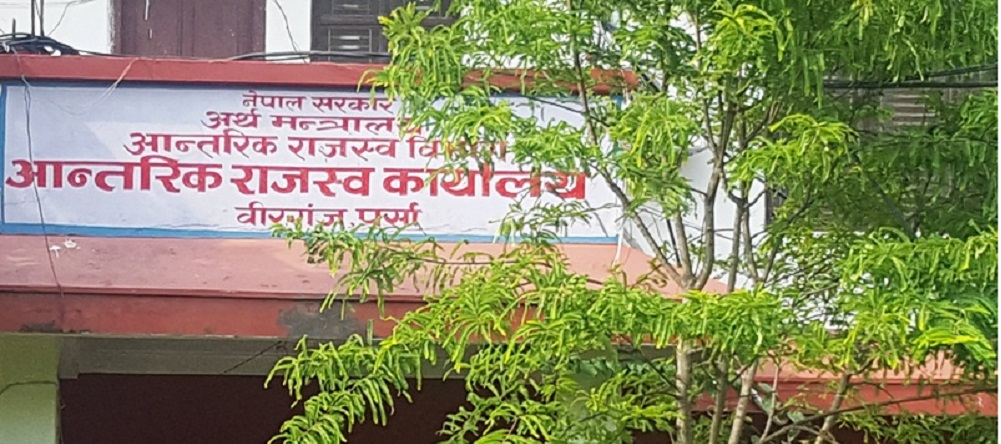 नेपाल सरकार
अर्थ मन्त्रालय
आन्तरिक राजस्व विभाग
आन्तरिक राजस्व कार्यालय
वीरगंज पर्सा